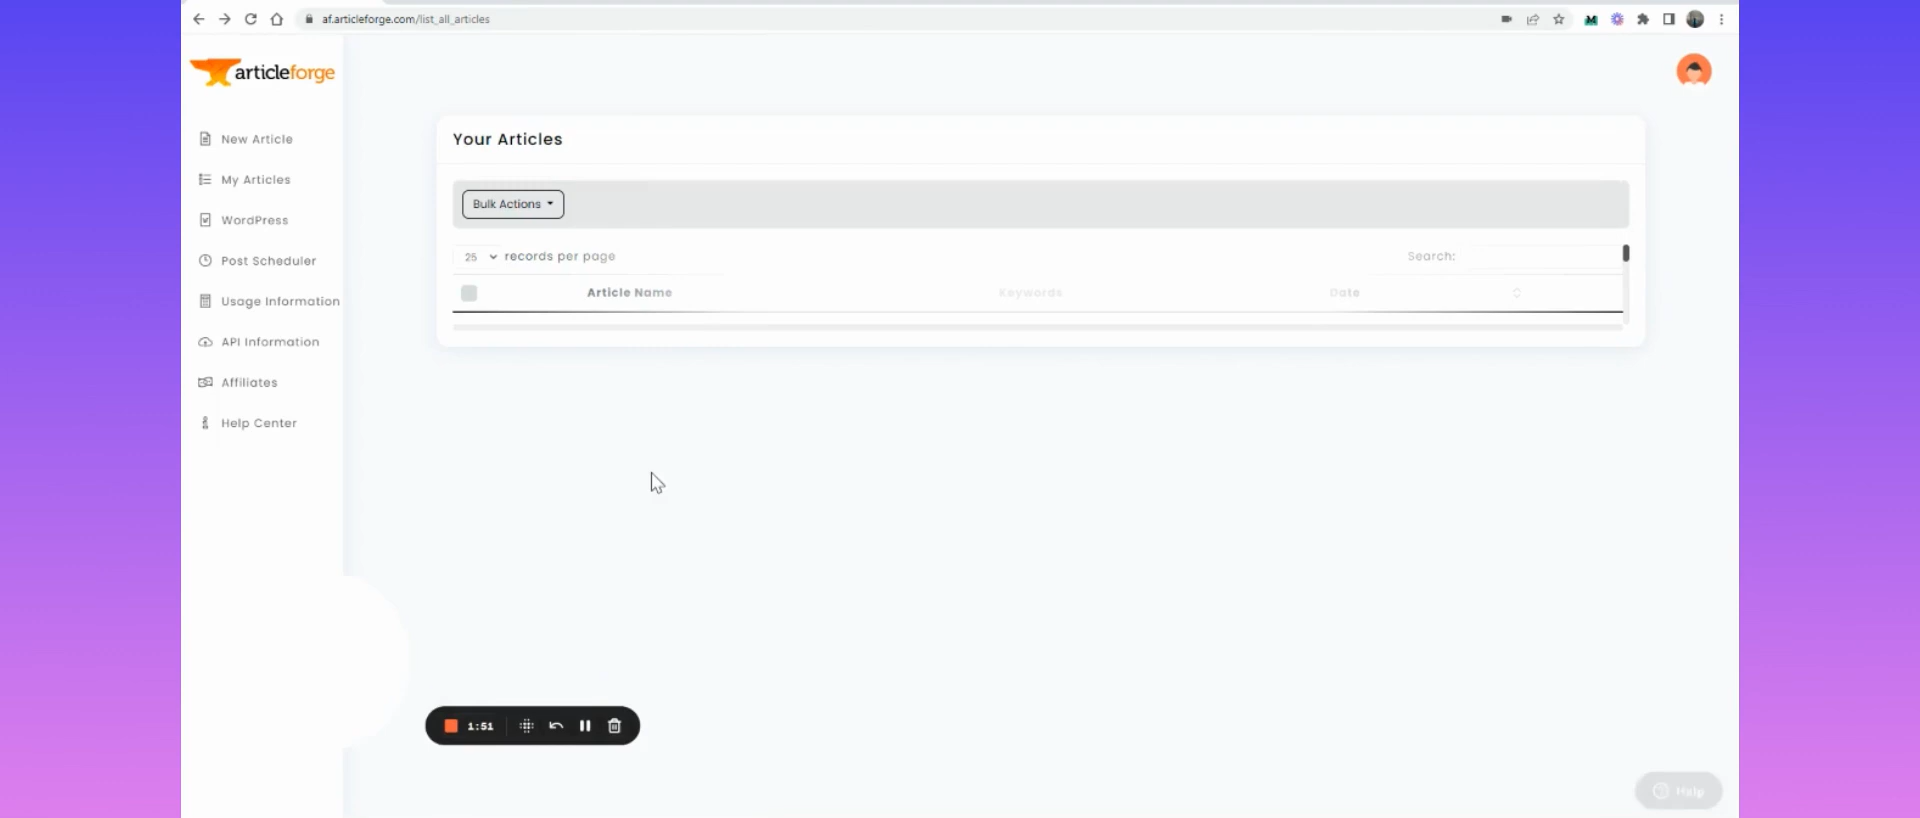 af.articleforge.com/list_all_articles
articleforge
New Article
My Articles
WordPress
Post Scheduler
Usage Information
API Information
Affiliates
Help Center
Your Articles
Bulk Actions
25 records per page
Search:
Article Name Keywords Date
1:51
Help